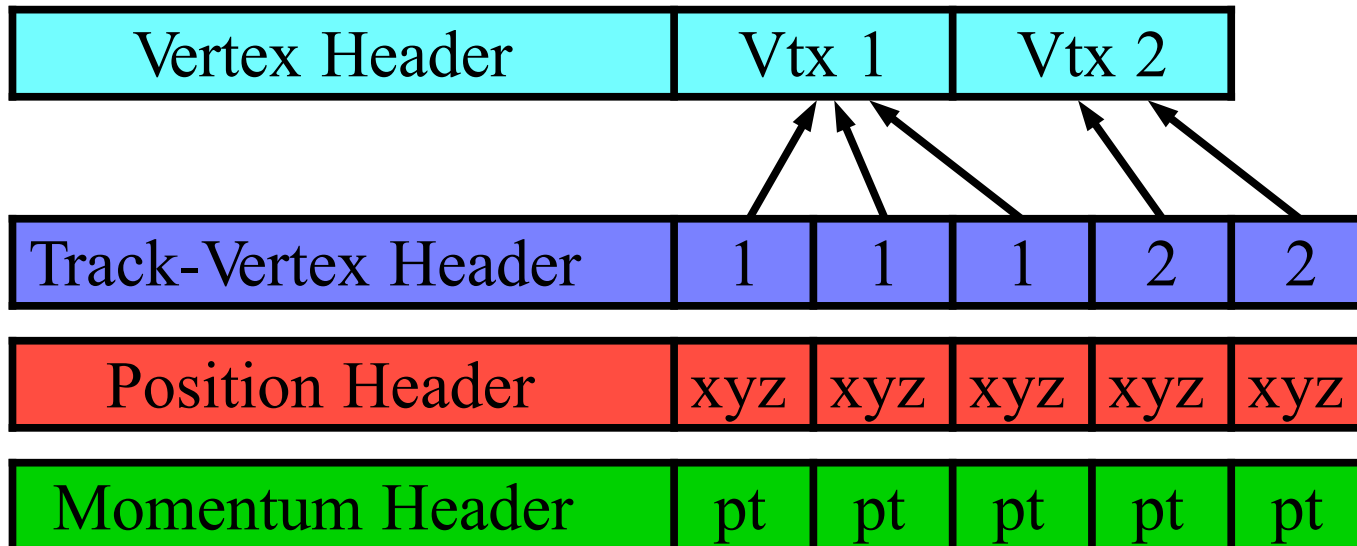 Vertex Header Vtx 1 Vtx 2
Track-Vertex Header 1 1 1 2 2
Position Header xyz xyz xyz xyz xyz
Momentum Header pt pt pt pt pt